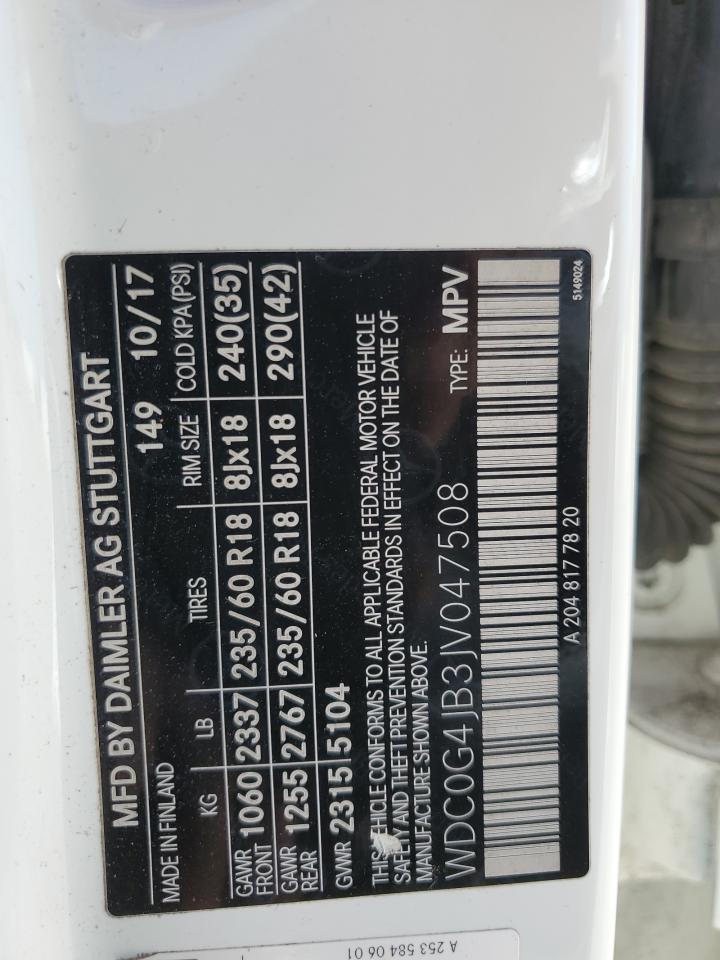 MFD BY DAIMLER AG STUTTGART
MADE IN FINLAND 149 10/17
KG LB TIRES RIM SIZE COLD KPA (PSI)
GAWR FRONT 1060 2337 235/60 R18 8Jx18 240(35)
GAWR REAR 1255 2767 235/60 R18 8Jx18 290(42)
GVWR 2315 5104
THIS VEHICLE CONFORMS TO ALL APPLICABLE FEDERAL MOTOR VEHICLE
SAFETY AND THEFT PREVENTION STANDARDS IN EFFECT ON THE DATE OF
MANUFACTURE SHOWN ABOVE.
WDC0G4JB3JV047508 TYPE: MPV
A 204 817 78 20 5149024
A 253 584 06 01